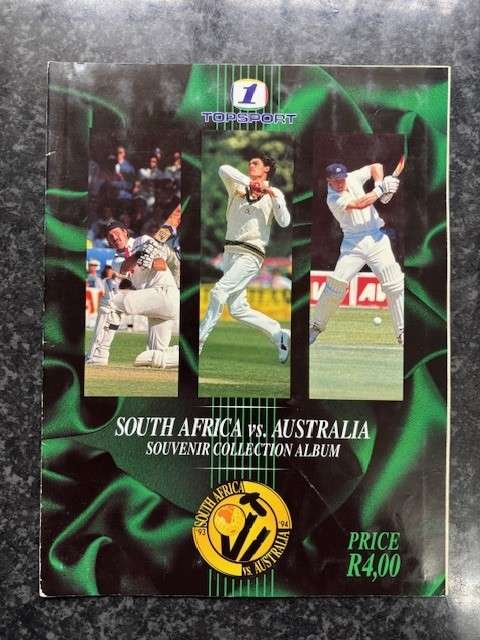 1
TOPSPORT
SOUTH AFRICA vs. AUSTRALIA
SOUVENIR COLLECTION ALBUM
SOUTH AFRICA
93
94
vs. AUSTRALIA
PRICE
R4,00